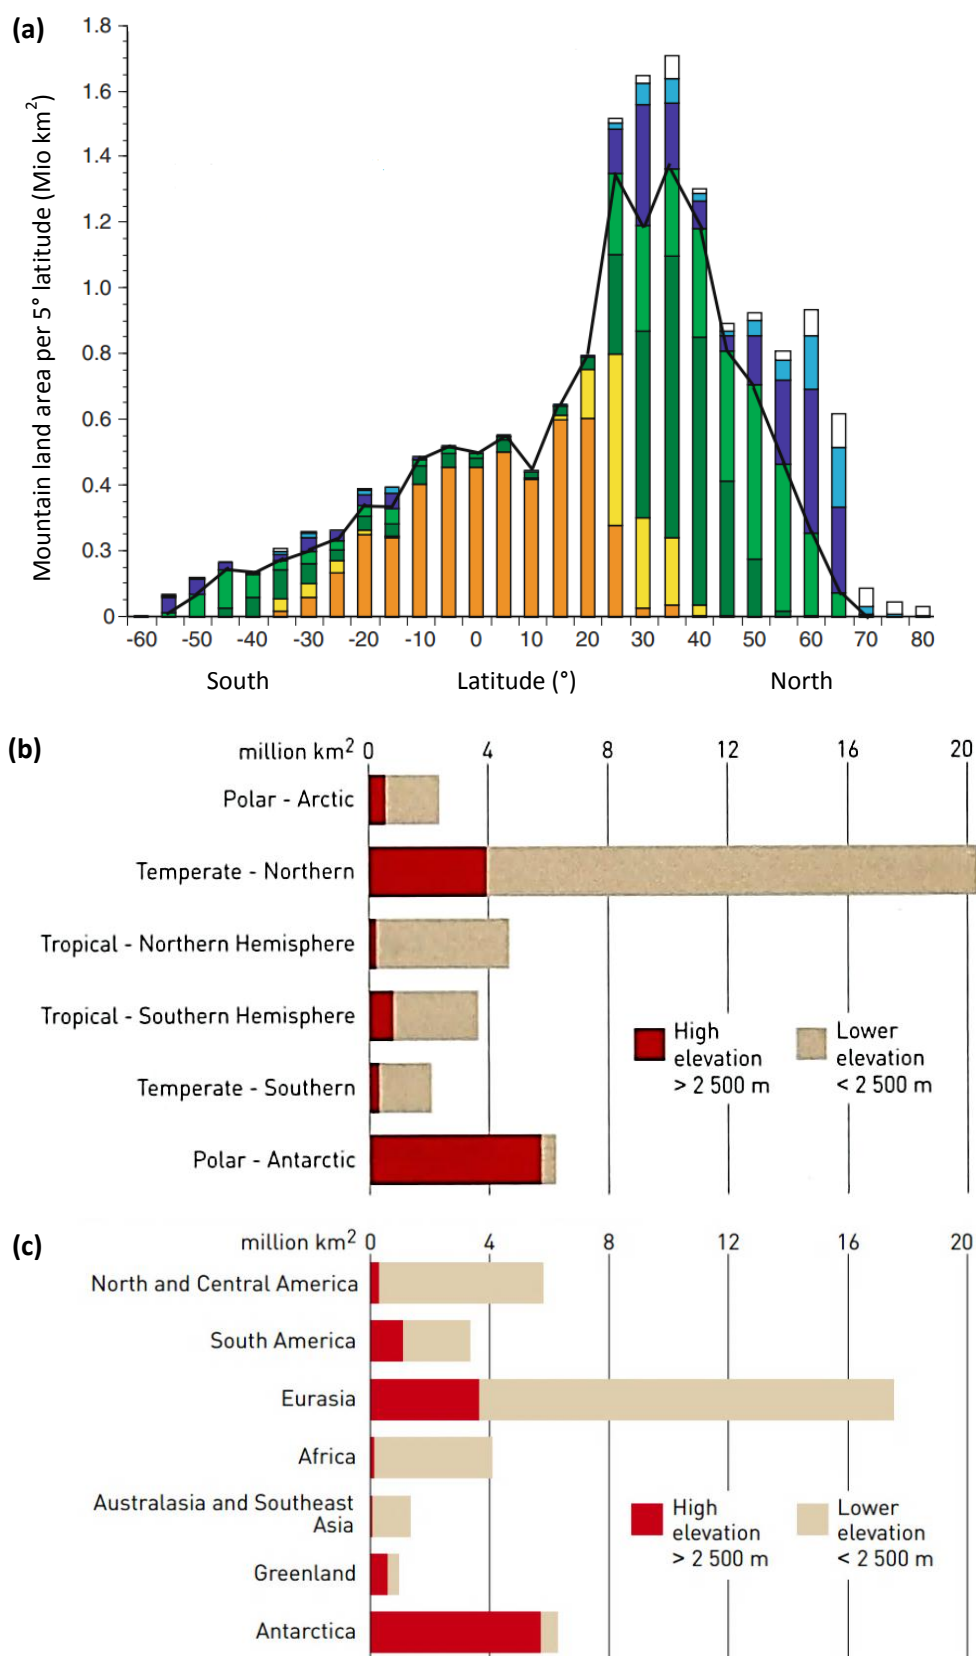 (a)
Mountain land area per 5° latitude (Mio km²)
1.8
1.6
1.4
1.2
1.0
0.8
0.6
0.4
0.3
0
-60 -50 -40 -30 -20 -10 0 10 20 30 40 50 60 70 80
South Latitude (°) North
(b)
million km² 0 4 8 12 16 20
Polar - Arctic
Temperate - Northern
Tropical - Northern Hemisphere
Tropical - Southern Hemisphere
Temperate - Southern
Polar - Antarctic
High
elevation
> 2 500 m
Lower
elevation
< 2 500 m
(c)
million km² 0 4 8 12 16 20
North and Central America
South America
Eurasia
Africa
Australasia and Southeast
Asia
Greenland
Antarctica
High
elevation
> 2 500 m
Lower
elevation
< 2 500 m